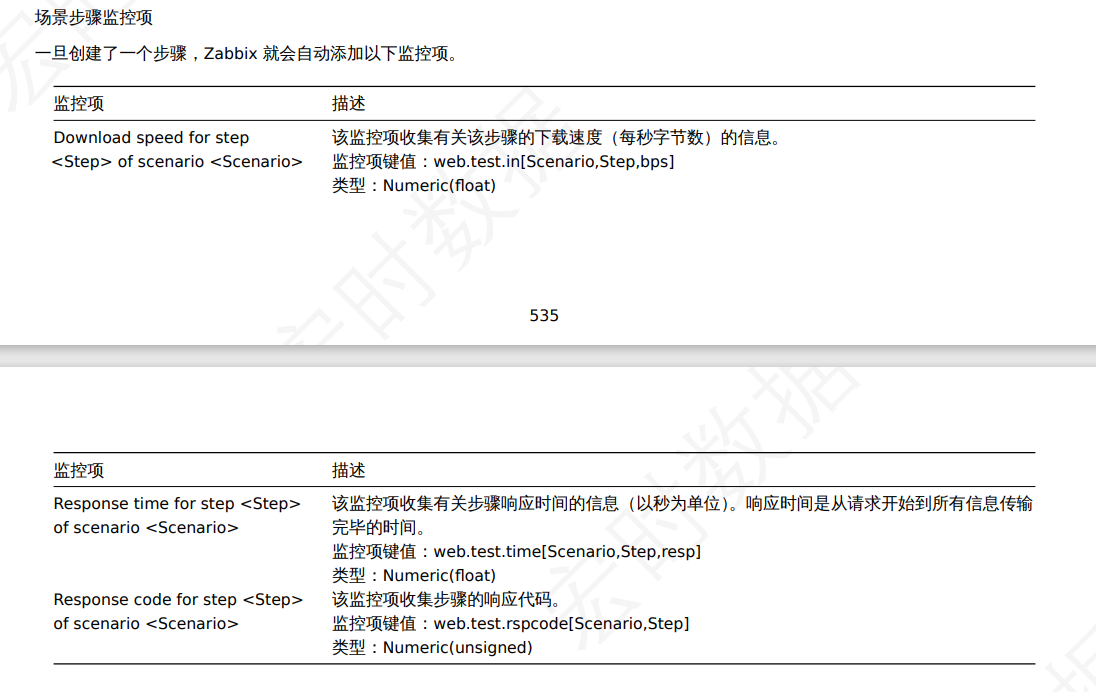 场景步骤监控项
一旦创建了一个步骤，Zabbix 就会自动添加以下监控项。
监控项 描述
Download speed for step 该监控项收集有关该步骤的下载速度（每秒字节数）的信息。
<Step> of scenario <Scenario> 监控项键值：web.test.in[Scenario,Step,bps]
类型：Numeric(float)
535
监控项 描述
Response time for step <Step> 该监控项收集有关步骤响应时间的信息（以秒为单位）。响应时间是从请求开始到所有信息传输
of scenario <Scenario> 完毕的时间。
监控项键值：web.test.time[Scenario,Step,resp]
类型：Numeric(float)
Response code for step <Step> 该监控项收集步骤的响应代码。
of scenario <Scenario> 监控项键值：web.test.rspcode[Scenario,Step]
类型：Numeric(unsigned)
宏时数据
宏时数据